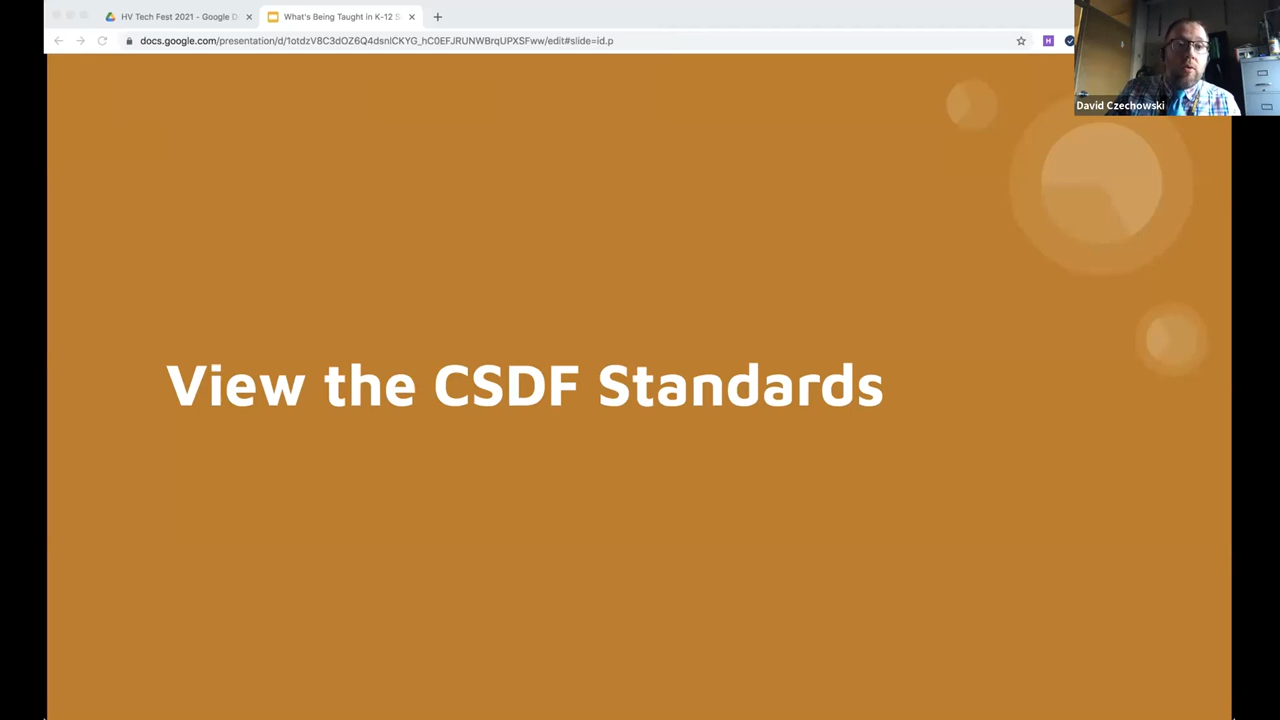 HV Tech Fest 2021 - Google D
What's Being Taught in K-12 S
docs.google.com/presentation/d/1otdzV8C3dOZ6Q4dsnlCKYG_hC0EFJRUNWBrqUPXSFww/edit#slide=id.p
H
David Czechowski
View the CSDF Standards